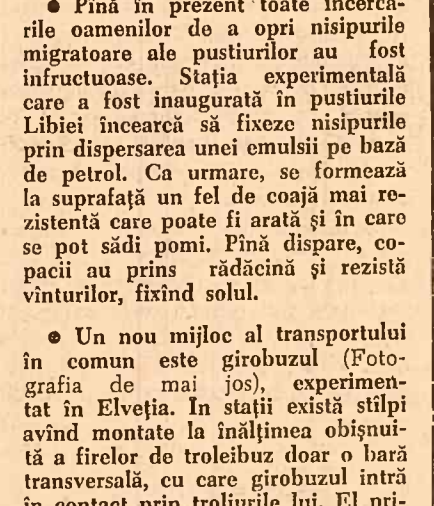 ● Pînă în prezent toate încercă-
rile oamenilor de a opri nisipurile
migratoare ale pustiurilor au fost
infructuoase. Stația experimentală
care a fost inaugurată în pustiurile
Libiei încearcă să fixeze nisipurile
prin dispersarea unei emulsii pe bază
de petrol. Ca urmare, se formează
la suprafață un fel de coajă mai re-
zistentă care poate fi arată și în care
se pot sădi pomi. Pînă dispare, co-
pacii au prins rădăcină și rezistă
vînturilor, fixînd solul.
● Un nou mijloc al transportului
în comun este girobuzul (Foto-
grafia de mai jos), experimen-
tat în Elveția. In stații există stîlpi
avînd montate la înălțimea obișnui-
tă a firelor de troleibuz doar o bară
transversală, cu care girobuzul intră
în contact prin troliurile lui. El pri-